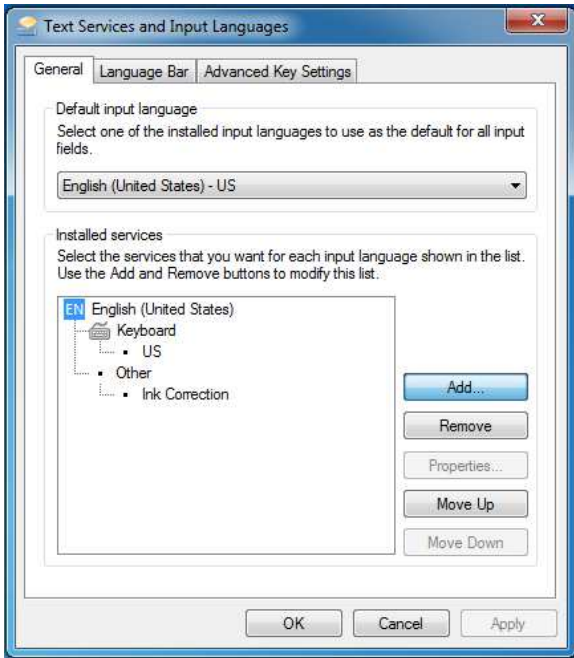 Text Services and Input Languages
General
Language Bar
Advanced Key Settings
Default input language
Select one of the installed input languages to use as the default for all input
fields.
English (United States) - US
Installed services
Select the services that you want for each input language shown in the list.
Use the Add and Remove buttons to modify this list.
EN English (United States)
Keyboard
US
Other
Ink Correction
Add...
Remove
Properties...
Move Up
Move Down
OK
Cancel
Apply